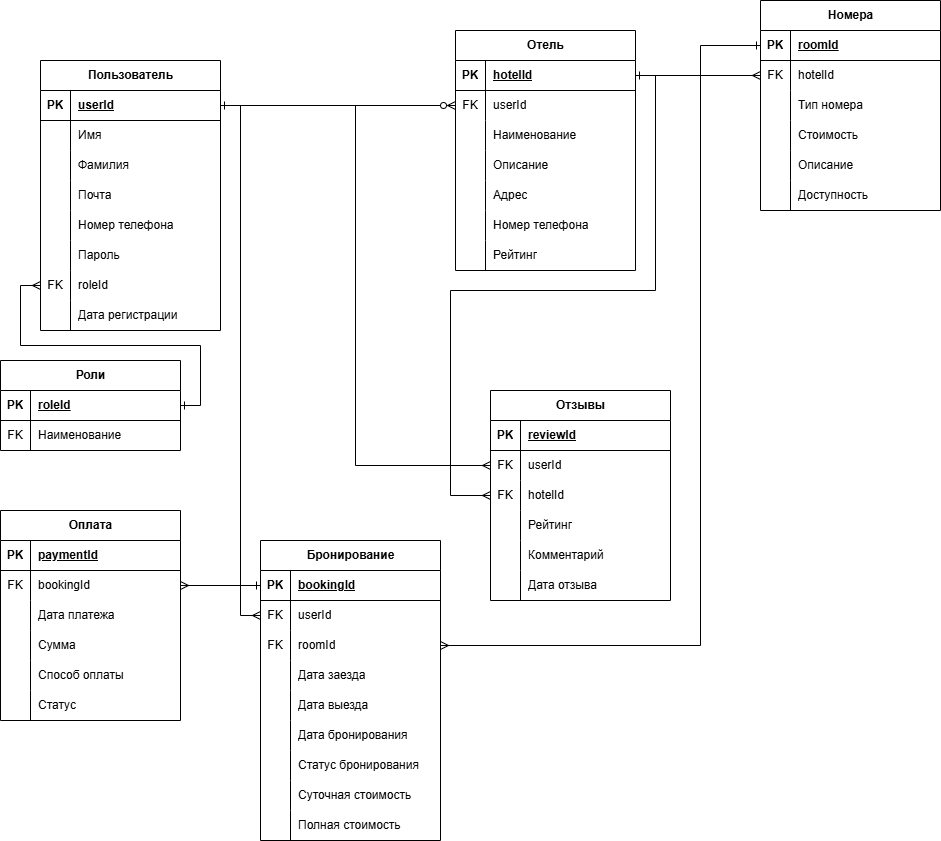 Номера
PK roomId
FK hotelId
Тип номера
Стоимость
Описание
Доступность
Отель
PK hotelId
FK userId
Наименование
Описание
Адрес
Номер телефона
Рейтинг
Пользователь
PK userId
Имя
Фамилия
Почта
Номер телефона
Пароль
FK roleId
Дата регистрации
Роли
PK roleId
FK Наименование
Отзывы
PK reviewId
FK userId
FK hotelId
Рейтинг
Комментарий
Дата отзыва
Оплата
PK paymentId
FK bookingId
Дата платежа
Сумма
Способ оплаты
Статус
Бронирование
PK bookingId
FK userId
FK roomId
Дата заезда
Дата выезда
Дата бронирования
Статус бронирования
Суточная стоимость
Полная стоимость